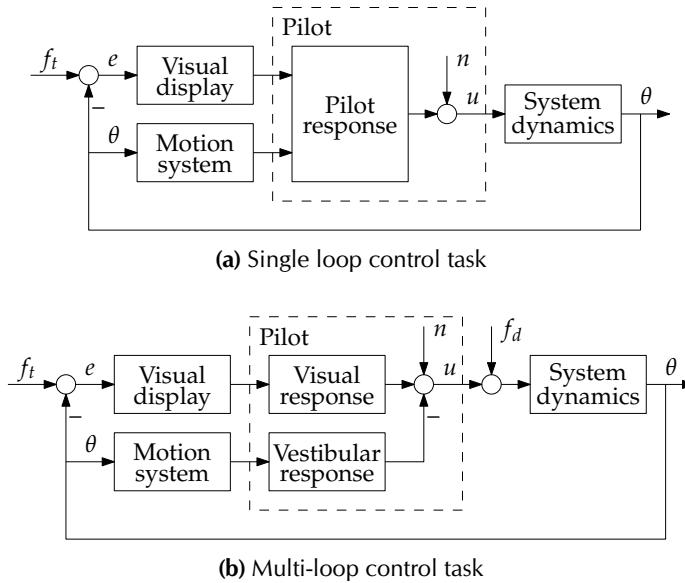 Pilot
f_t
e
Visual
display
n
Pilot
response
u
System
dynamics
θ
−
θ
Motion
system
(a) Single loop control task
Pilot
n
f_d
f_t
e
Visual
display
Visual
response
u
System
dynamics
θ
−
−
θ
Motion
system
Vestibular
response
(b) Multi-loop control task